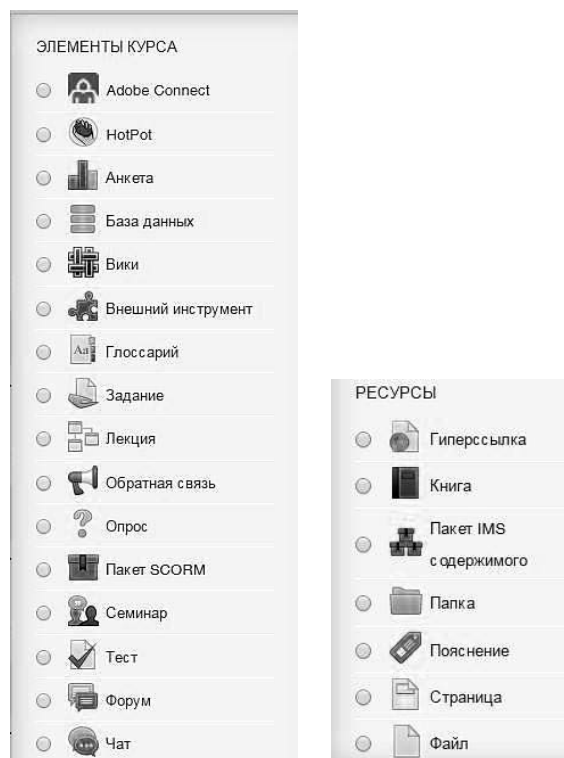 ЭЛЕМЕНТЫ КУРСА
Adobe Connect
HotPot
Анкета
База данных
Вики
Внешний инструмент
Аа
Глоссарий
Задание
Лекция
Обратная связь
Опрос
Пакет SCORM
Семинар
Тест
Форум
Чат
РЕСУРСЫ
Гиперссылка
Книга
Пакет IMS
содержимого
Папка
Пояснение
Страница
Файл